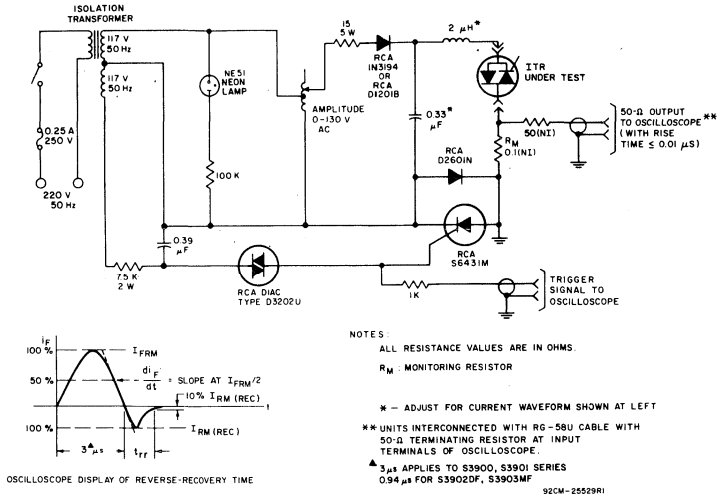 ISOLATION
TRANSFORMER
117 V
50 Hz
117 V
50 Hz
0.25 A
250 V
220 V
50 Hz
NE51
NEON
LAMP
100 K
AMPLITUDE
0-130 V
AC
15
5 W
RCA
IN3194
OR
RCA
D1201B
2 μH*
ITR
UNDER TEST
0.33*
μF
RCA
D2601N
50(NI)
RM
0.1(NI)
50-Ω OUTPUT
TO OSCILLOSCOPE**
(WITH RISE
TIME ≤ 0.01 μS)
0.39
μF
7.5 K
2 W
RCA DIAC
TYPE D3202U
RCA
S6431M
1K
TRIGGER
SIGNAL TO
OSCILLOSCOPE
iF
100 %
IFRM
50 %
diF
dt
= SLOPE AT IFRM/2
10% IRM(REC)
t
100 %
IRM(REC)
3▲μs
trr
OSCILLOSCOPE DISPLAY OF REVERSE-RECOVERY TIME
NOTES:
ALL RESISTANCE VALUES ARE IN OHMS.
RM : MONITORING RESISTOR
* - ADJUST FOR CURRENT WAVEFORM SHOWN AT LEFT
** UNITS INTERCONNECTED WITH RG-58U CABLE WITH
50-Ω TERMINATING RESISTOR AT INPUT
TERMINALS OF OSCILLOSCOPE.
▲ 3μs APPLIES TO S3900, S3901 SERIES
0.94 μs FOR S3902DF, S3903MF
92CM-25529R1